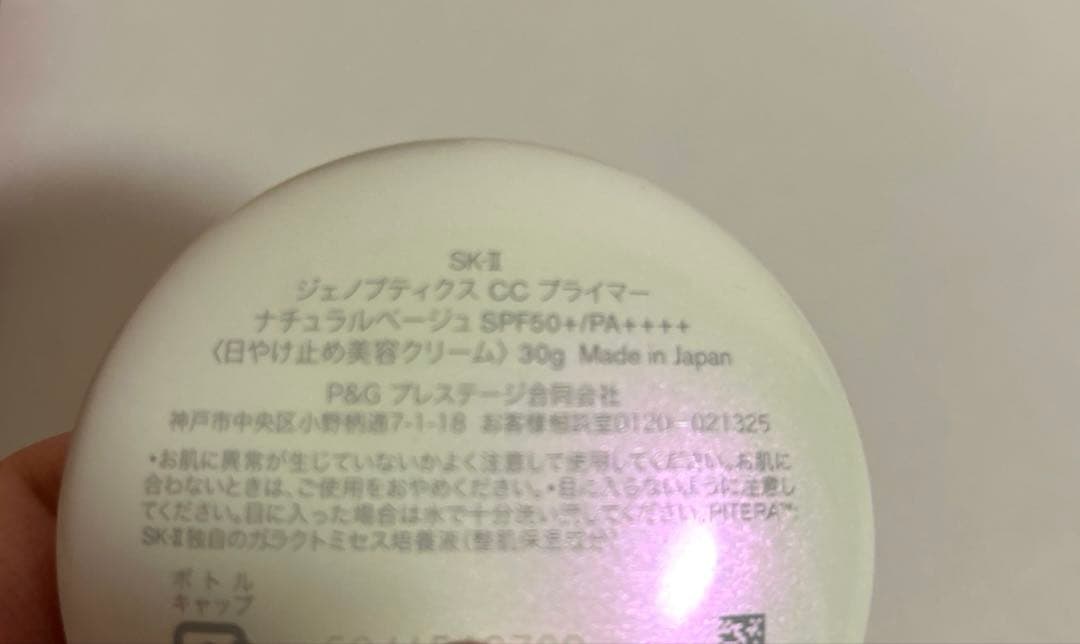 SK-Ⅱ
ジェノプティクス CC プライマー
ナチュラルベージュ SPF50+/PA++++
〈日やけ止め美容クリーム〉30g Made in Japan
P&G プレステージ合同会社
神戸市中央区小野柄通7-1-18 お客様相談室0120-021325
•お肌に異常が生じていないかよく注意して使用してください。お肌に
合わないときは、ご使用をおやめください。•目に入らないように注意し
てください。目に入った場合は水で十分洗い流してください。PITERA™:
SK-Ⅱ独自のガラクトミセス培養液(整肌保湿成分)
ボトル
キャップ